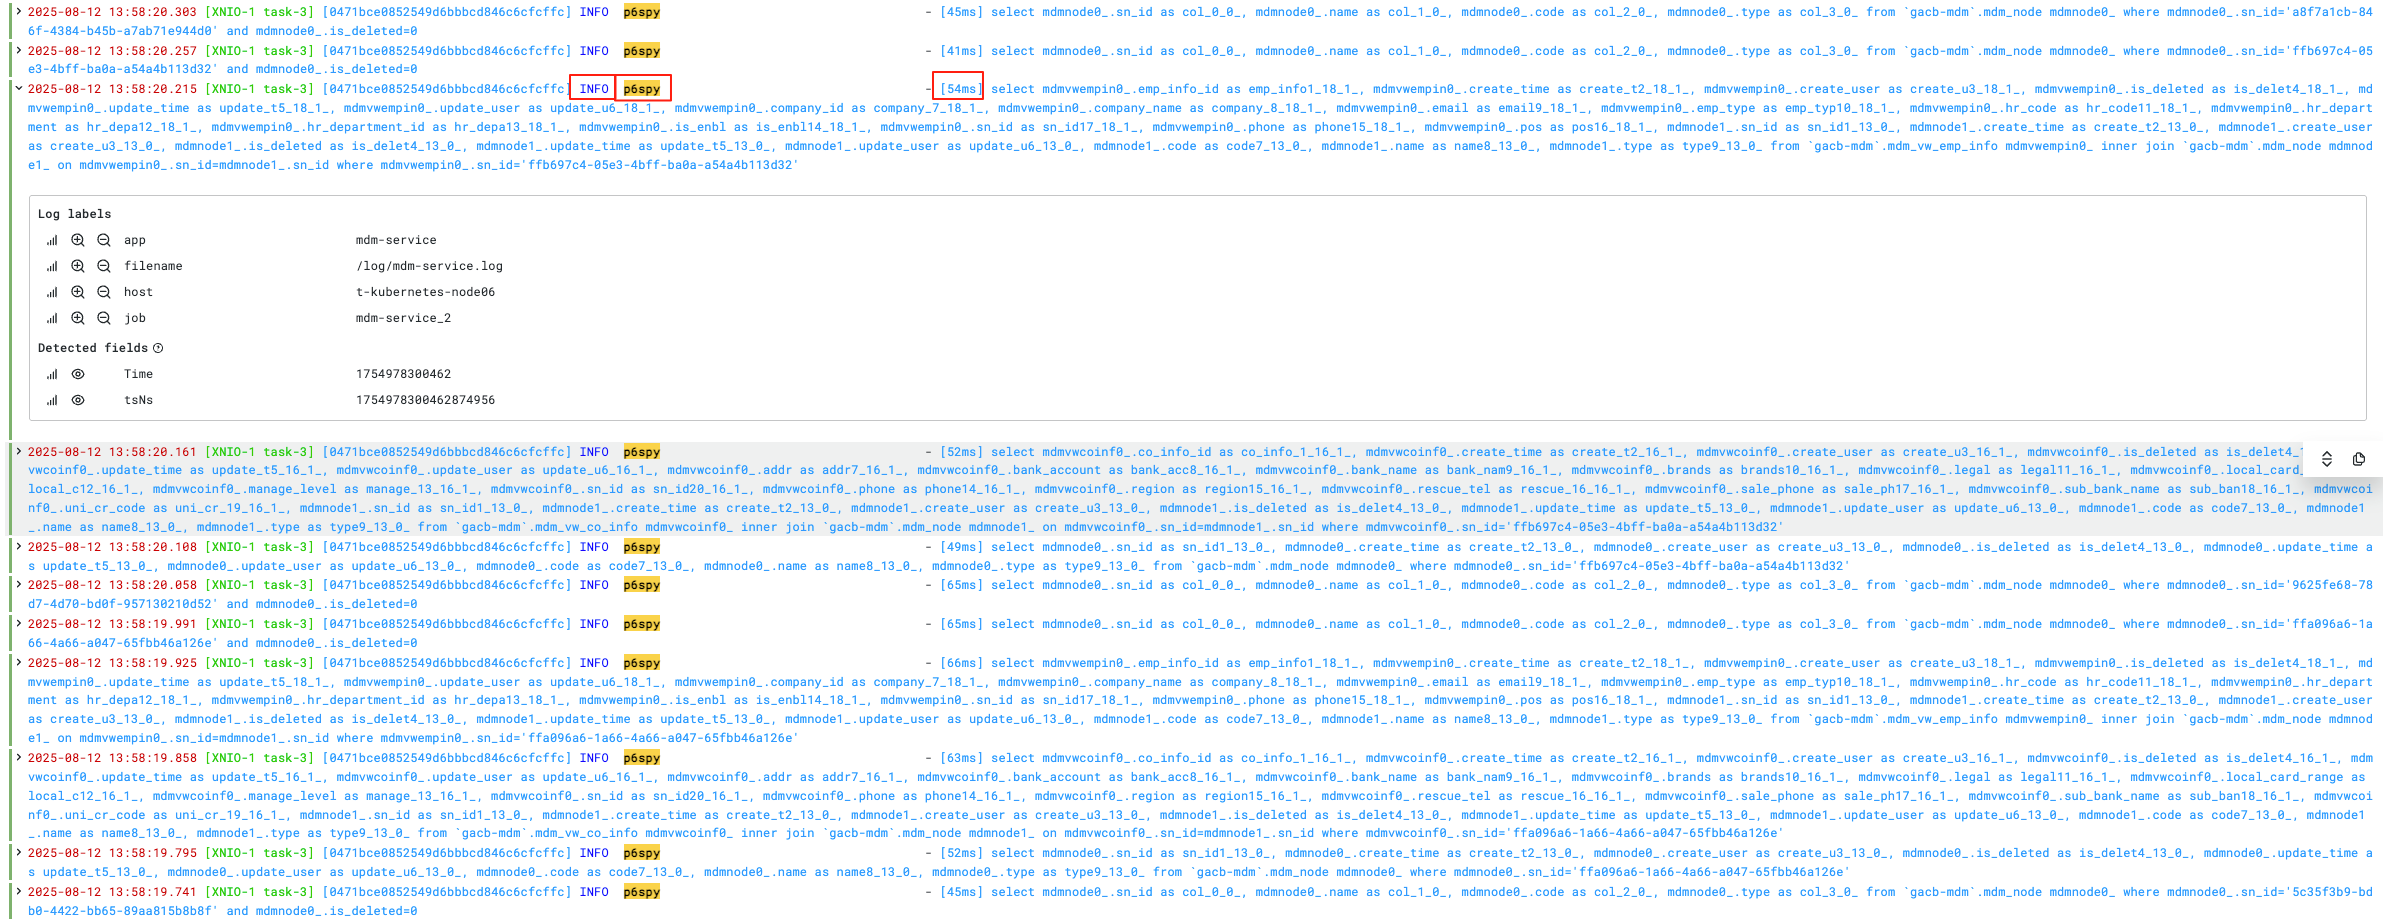 2025-08-12 13:58:20.303 [XNIO-1 task-3] [0471bce0852549d6bbbcd846c6cfcffc] INFO  p6spy - [45ms] select mdmnode0_.sn_id as col_0_0_, mdmnode0_.name as col_1_0_, mdmnode0_.code as col_2_0_, mdmnode0_.type as col_3_0_ from `gacb-mdm`.mdm_node mdmnode0_ where mdmnode0_.sn_id='a8f7a1cb-84
6f-4384-b45b-a7ab71e944d0' and mdmnode0_.is_deleted=0
2025-08-12 13:58:20.257 [XNIO-1 task-3] [0471bce0852549d6bbbcd846c6cfcffc] INFO  p6spy - [41ms] select mdmnode0_.sn_id as col_0_0_, mdmnode0_.name as col_1_0_, mdmnode0_.code as col_2_0_, mdmnode0_.type as col_3_0_ from `gacb-mdm`.mdm_node mdmnode0_ where mdmnode0_.sn_id='ffb697c4-05
e3-4bff-ba0a-a54a4b113d32' and mdmnode0_.is_deleted=0
2025-08-12 13:58:20.215 [XNIO-1 task-3] [0471bce0852549d6bbbcd846c6cfcffc] INFO  p6spy - [54ms] select mdmvwempin0_.emp_info_id as emp_info1_18_1_, mdmvwempin0_.create_time as create_t2_18_1_, mdmvwempin0_.create_user as create_u3_18_1_, mdmvwempin0_.is_deleted as is_delet4_18_1_, md
mvwempin0_.update_time as update_t5_18_1_, mdmvwempin0_.update_user as update_u6_18_1_, mdmvwempin0_.company_id as company_7_18_1_, mdmvwempin0_.company_name as company_8_18_1_, mdmvwempin0_.email as email9_18_1_, mdmvwempin0_.emp_type as emp_typ10_18_1_, mdmvwempin0_.hr_code as hr_code11_18_1_, mdmvwempin0_.hr_depart
ment as hr_depa12_18_1_, mdmvwempin0_.hr_department_id as hr_depa13_18_1_, mdmvwempin0_.is_enbl as is_enbl14_18_1_, mdmvwempin0_.sn_id as sn_id17_18_1_, mdmvwempin0_.phone as phone15_18_1_, mdmvwempin0_.pos as pos16_18_1_, mdmnode1_.sn_id as sn_id1_13_0_, mdmnode1_.create_time as create_t2_13_0_, mdmnode1_.create_user
as create_u3_13_0_, mdmnode1_.is_deleted as is_delet4_13_0_, mdmnode1_.update_time as update_t5_13_0_, mdmnode1_.update_user as update_u6_13_0_, mdmnode1_.code as code7_13_0_, mdmnode1_.name as name8_13_0_, mdmnode1_.type as type9_13_0_ from `gacb-mdm`.mdm_vw_emp_info mdmvwempin0_ inner join `gacb-mdm`.mdm_node mdmnod
e1_ on mdmvwempin0_.sn_id=mdmnode1_.sn_id where mdmvwempin0_.sn_id='ffb697c4-05e3-4bff-ba0a-a54a4b113d32'
Log labels
app mdm-service
filename /log/mdm-service.log
host t-kubernetes-node06
job mdm-service_2
Detected fields
Time 1754978300462
tsNs 1754978300462874956
2025-08-12 13:58:20.161 [XNIO-1 task-3] [0471bce0852549d6bbbcd846c6cfcffc] INFO  p6spy - [52ms] select mdmvwcoinf0_.co_info_id as co_info_1_16_1_, mdmvwcoinf0_.create_time as create_t2_16_1_, mdmvwcoinf0_.create_user as create_u3_16_1_, mdmvwcoinf0_.is_deleted as is_delet4_
vwcoinf0_.update_time as update_t5_16_1_, mdmvwcoinf0_.update_user as update_u6_16_1_, mdmvwcoinf0_.addr as addr7_16_1_, mdmvwcoinf0_.bank_account as bank_acc8_16_1_, mdmvwcoinf0_.bank_name as bank_nam9_16_1_, mdmvwcoinf0_.brands as brands10_16_1_, mdmvwcoinf0_.legal as legal11_16_1_, mdmvwcoinf0_.local_card_
local_c12_16_1_, mdmvwcoinf0_.manage_level as manage_13_16_1_, mdmvwcoinf0_.sn_id as sn_id20_16_1_, mdmvwcoinf0_.phone as phone14_16_1_, mdmvwcoinf0_.region as region15_16_1_, mdmvwcoinf0_.rescue_tel as rescue_16_16_1_, mdmvwcoinf0_.sale_phone as sale_ph17_16_1_, mdmvwcoinf0_.sub_bank_name as sub_ban18_16_1_, mdmvwcoi
nf0_.uni_cr_code as uni_cr_19_16_1_, mdmnode1_.sn_id as sn_id1_13_0_, mdmnode1_.create_time as create_t2_13_0_, mdmnode1_.create_user as create_u3_13_0_, mdmnode1_.is_deleted as is_delet4_13_0_, mdmnode1_.update_time as update_t5_13_0_, mdmnode1_.update_user as update_u6_13_0_, mdmnode1_.code as code7_13_0_, mdmnode1
_.name as name8_13_0_, mdmnode1_.type as type9_13_0_ from `gacb-mdm`.mdm_vw_co_info mdmvwcoinf0_ inner join `gacb-mdm`.mdm_node mdmnode1_ on mdmvwcoinf0_.sn_id=mdmnode1_.sn_id where mdmvwcoinf0_.sn_id='ffb697c4-05e3-4bff-ba0a-a54a4b113d32'
2025-08-12 13:58:20.108 [XNIO-1 task-3] [0471bce0852549d6bbbcd846c6cfcffc] INFO  p6spy - [49ms] select mdmnode0_.sn_id as sn_id1_13_0_, mdmnode0_.create_time as create_t2_13_0_, mdmnode0_.create_user as create_u3_13_0_, mdmnode0_.is_deleted as is_delet4_13_0_, mdmnode0_.update_time a
s update_t5_13_0_, mdmnode0_.update_user as update_u6_13_0_, mdmnode0_.code as code7_13_0_, mdmnode0_.name as name8_13_0_, mdmnode0_.type as type9_13_0_ from `gacb-mdm`.mdm_node mdmnode0_ where mdmnode0_.sn_id='ffb697c4-05e3-4bff-ba0a-a54a4b113d32'
2025-08-12 13:58:20.058 [XNIO-1 task-3] [0471bce0852549d6bbbcd846c6cfcffc] INFO  p6spy - [65ms] select mdmnode0_.sn_id as col_0_0_, mdmnode0_.name as col_1_0_, mdmnode0_.code as col_2_0_, mdmnode0_.type as col_3_0_ from `gacb-mdm`.mdm_node mdmnode0_ where mdmnode0_.sn_id='9625fe68-78
d7-4d70-bd0f-957130210d52' and mdmnode0_.is_deleted=0
2025-08-12 13:58:19.991 [XNIO-1 task-3] [0471bce0852549d6bbbcd846c6cfcffc] INFO  p6spy - [65ms] select mdmnode0_.sn_id as col_0_0_, mdmnode0_.name as col_1_0_, mdmnode0_.code as col_2_0_, mdmnode0_.type as col_3_0_ from `gacb-mdm`.mdm_node mdmnode0_ where mdmnode0_.sn_id='ffa096a6-1a
66-4a66-a047-65fbb46a126e' and mdmnode0_.is_deleted=0
2025-08-12 13:58:19.925 [XNIO-1 task-3] [0471bce0852549d6bbbcd846c6cfcffc] INFO  p6spy - [66ms] select mdmvwempin0_.emp_info_id as emp_info1_18_1_, mdmvwempin0_.create_time as create_t2_18_1_, mdmvwempin0_.create_user as create_u3_18_1_, mdmvwempin0_.is_deleted as is_delet4_18_1_, md
mvwempin0_.update_time as update_t5_18_1_, mdmvwempin0_.update_user as update_u6_18_1_, mdmvwempin0_.company_id as company_7_18_1_, mdmvwempin0_.company_name as company_8_18_1_, mdmvwempin0_.email as email9_18_1_, mdmvwempin0_.emp_type as emp_typ10_18_1_, mdmvwempin0_.hr_code as hr_code11_18_1_, mdmvwempin0_.hr_depart
ment as hr_depa12_18_1_, mdmvwempin0_.hr_department_id as hr_depa13_18_1_, mdmvwempin0_.is_enbl as is_enbl14_18_1_, mdmvwempin0_.sn_id as sn_id17_18_1_, mdmvwempin0_.phone as phone15_18_1_, mdmvwempin0_.pos as pos16_18_1_, mdmnode1_.sn_id as sn_id1_13_0_, mdmnode1_.create_time as create_t2_13_0_, mdmnode1_.create_user
as create_u3_13_0_, mdmnode1_.is_deleted as is_delet4_13_0_, mdmnode1_.update_time as update_t5_13_0_, mdmnode1_.update_user as update_u6_13_0_, mdmnode1_.code as code7_13_0_, mdmnode1_.name as name8_13_0_, mdmnode1_.type as type9_13_0_ from `gacb-mdm`.mdm_vw_emp_info mdmvwempin0_ inner join `gacb-mdm`.mdm_node mdmnod
e1_ on mdmvwempin0_.sn_id=mdmnode1_.sn_id where mdmvwempin0_.sn_id='ffa096a6-1a66-4a66-a047-65fbb46a126e'
2025-08-12 13:58:19.858 [XNIO-1 task-3] [0471bce0852549d6bbbcd846c6cfcffc] INFO  p6spy - [63ms] select mdmvwcoinf0_.co_info_id as co_info_1_16_1_, mdmvwcoinf0_.create_time as create_t2_16_1_, mdmvwcoinf0_.create_user as create_u3_16_1_, mdmvwcoinf0_.is_deleted as is_delet4_16_1_, mdm
vwcoinf0_.update_time as update_t5_16_1_, mdmvwcoinf0_.update_user as update_u6_16_1_, mdmvwcoinf0_.addr as addr7_16_1_, mdmvwcoinf0_.bank_account as bank_acc8_16_1_, mdmvwcoinf0_.bank_name as bank_nam9_16_1_, mdmvwcoinf0_.brands as brands10_16_1_, mdmvwcoinf0_.legal as legal11_16_1_, mdmvwcoinf0_.local_card_range as
local_c12_16_1_, mdmvwcoinf0_.manage_level as manage_13_16_1_, mdmvwcoinf0_.sn_id as sn_id20_16_1_, mdmvwcoinf0_.phone as phone14_16_1_, mdmvwcoinf0_.region as region15_16_1_, mdmvwcoinf0_.rescue_tel as rescue_16_16_1_, mdmvwcoinf0_.sale_phone as sale_ph17_16_1_, mdmvwcoinf0_.sub_bank_name as sub_ban18_16_1_, mdmvwcoi
nf0_.uni_cr_code as uni_cr_19_16_1_, mdmnode1_.sn_id as sn_id1_13_0_, mdmnode1_.create_time as create_t2_13_0_, mdmnode1_.create_user as create_u3_13_0_, mdmnode1_.is_deleted as is_delet4_13_0_, mdmnode1_.update_time as update_t5_13_0_, mdmnode1_.update_user as update_u6_13_0_, mdmnode1_.code as code7_13_0_, mdmnode1
_.name as name8_13_0_, mdmnode1_.type as type9_13_0_ from `gacb-mdm`.mdm_vw_co_info mdmvwcoinf0_ inner join `gacb-mdm`.mdm_node mdmnode1_ on mdmvwcoinf0_.sn_id=mdmnode1_.sn_id where mdmvwcoinf0_.sn_id='ffa096a6-1a66-4a66-a047-65fbb46a126e'
2025-08-12 13:58:19.795 [XNIO-1 task-3] [0471bce0852549d6bbbcd846c6cfcffc] INFO  p6spy - [52ms] select mdmnode0_.sn_id as sn_id1_13_0_, mdmnode0_.create_time as create_t2_13_0_, mdmnode0_.create_user as create_u3_13_0_, mdmnode0_.is_deleted as is_delet4_13_0_, mdmnode0_.update_time a
s update_t5_13_0_, mdmnode0_.update_user as update_u6_13_0_, mdmnode0_.code as code7_13_0_, mdmnode0_.name as name8_13_0_, mdmnode0_.type as type9_13_0_ from `gacb-mdm`.mdm_node mdmnode0_ where mdmnode0_.sn_id='ffa096a6-1a66-4a66-a047-65fbb46a126e'
2025-08-12 13:58:19.741 [XNIO-1 task-3] [0471bce0852549d6bbbcd846c6cfcffc] INFO  p6spy - [45ms] select mdmnode0_.sn_id as col_0_0_, mdmnode0_.name as col_1_0_, mdmnode0_.code as col_2_0_, mdmnode0_.type as col_3_0_ from `gacb-mdm`.mdm_node mdmnode0_ where mdmnode0_.sn_id='5c35f3b9-bd
b0-4422-bb65-89aa815b8b8f' and mdmnode0_.is_deleted=0